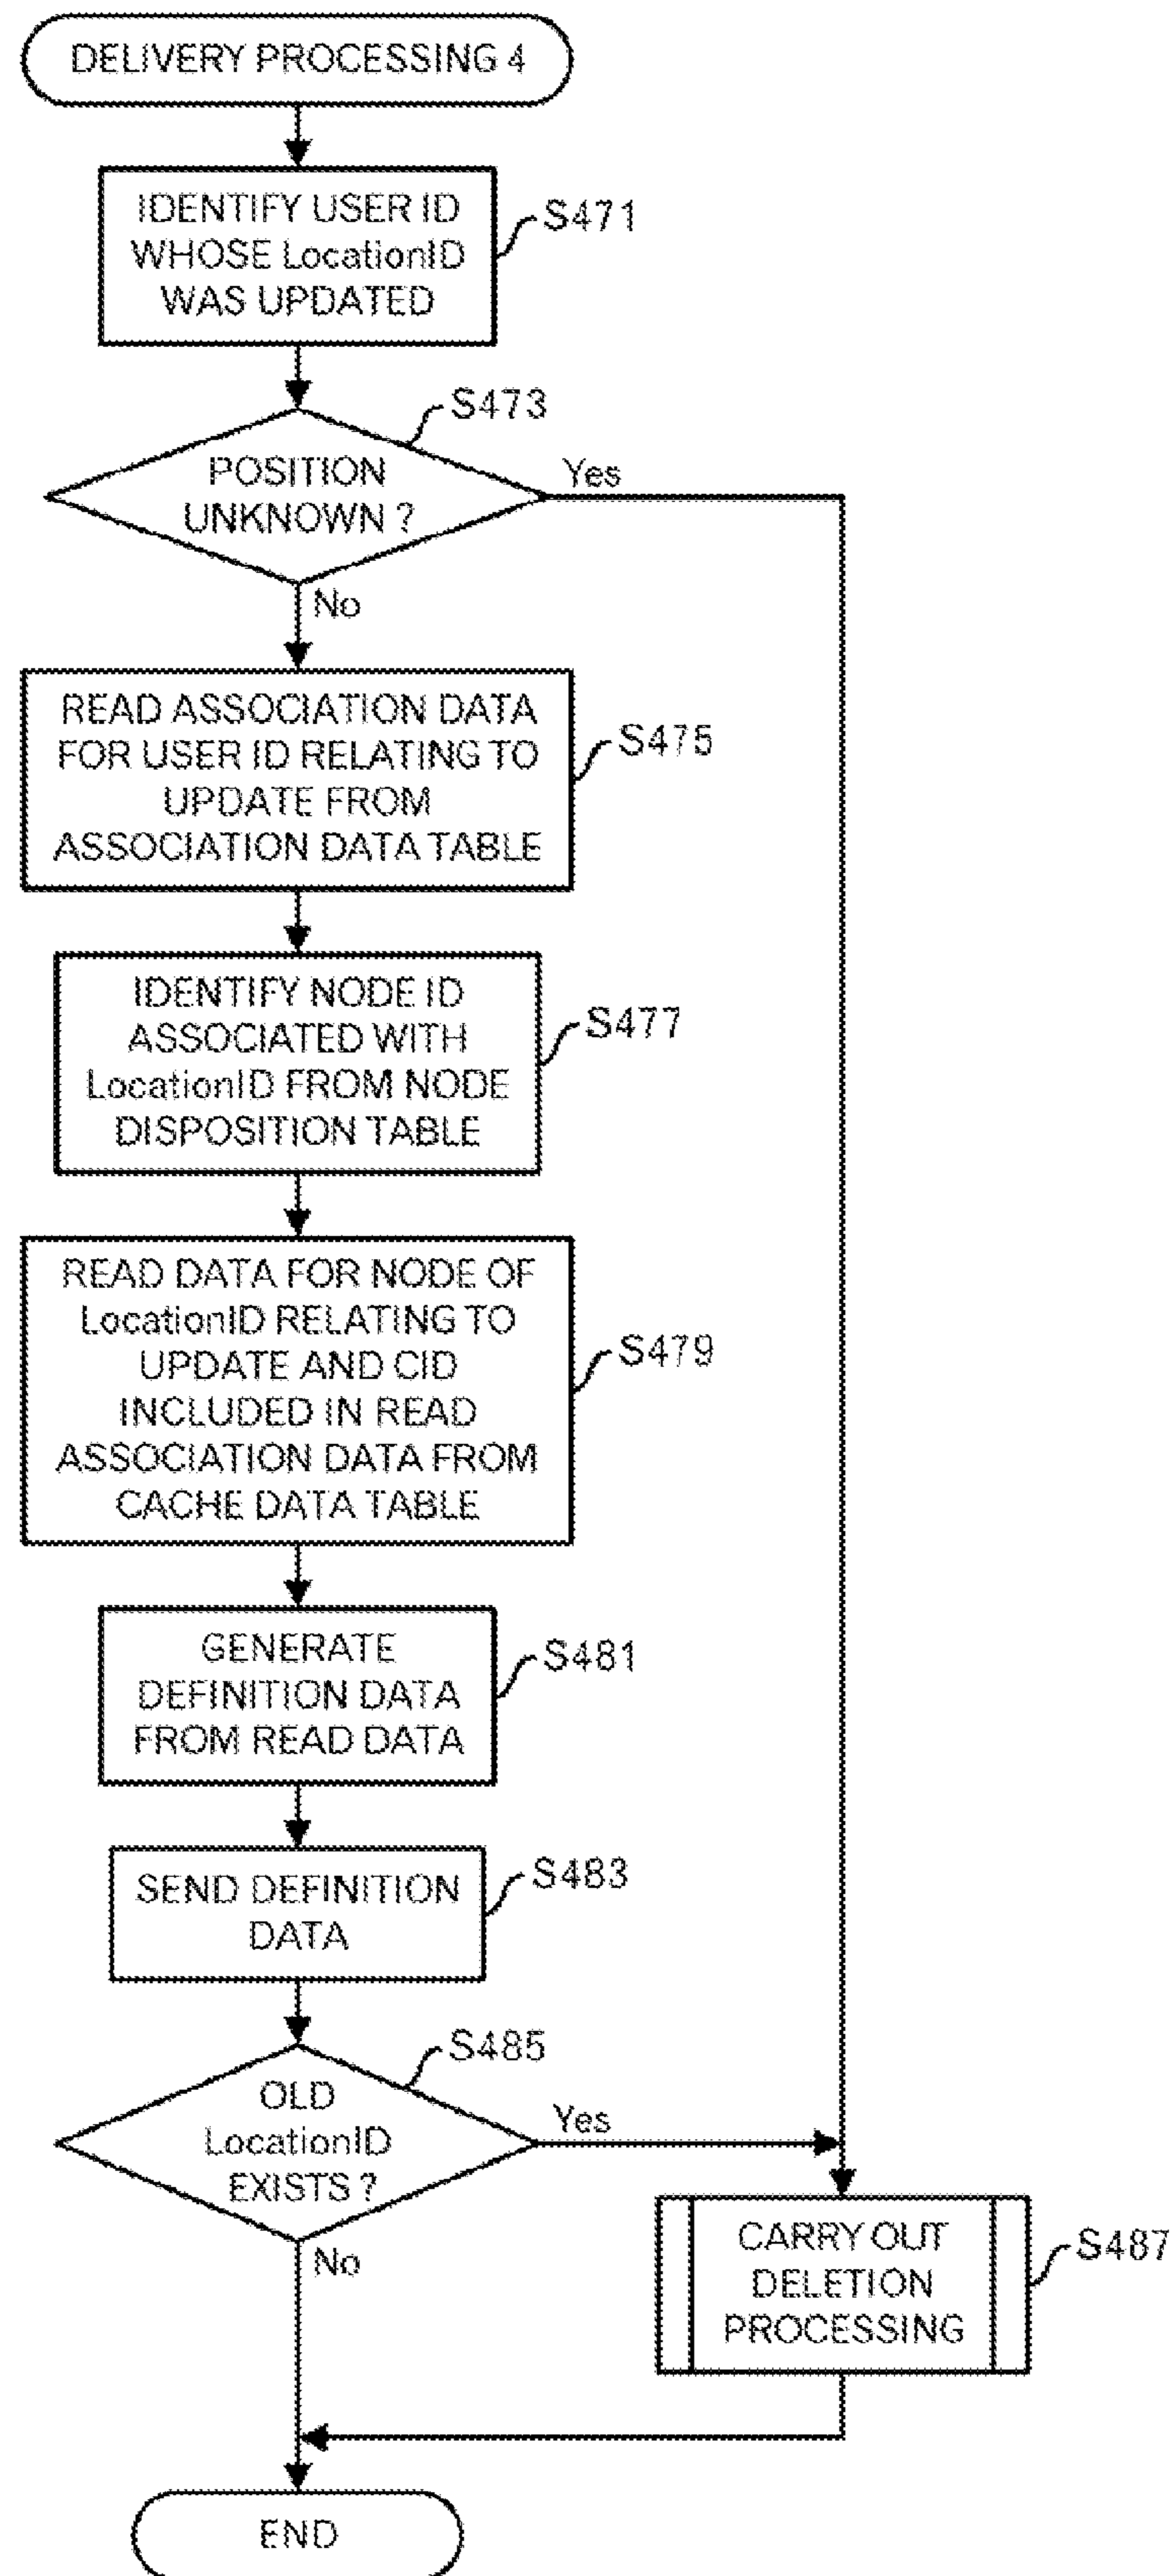 DELIVERY PROCESSING 4
IDENTIFY USER ID
WHOSE LocationID
WAS UPDATED
S471
S473
POSITION
UNKNOWN ?
Yes
No
READ ASSOCIATION DATA
FOR USER ID RELATING TO
UPDATE FROM
ASSOCIATION DATA TABLE
S475
IDENTIFY NODE ID
ASSOCIATED WITH
LocationID FROM NODE
DISPOSITION TABLE
S477
READ DATA FOR NODE OF
LocationID RELATING TO
UPDATE AND CID
INCLUDED IN READ
ASSOCIATION DATA FROM
CACHE DATA TABLE
S479
GENERATE
DEFINITION DATA
FROM READ DATA
S481
SEND DEFINITION
DATA
S483
S485
OLD
LocationID
EXISTS ?
Yes
No
CARRY OUT
DELETION
PROCESSING
S487
END